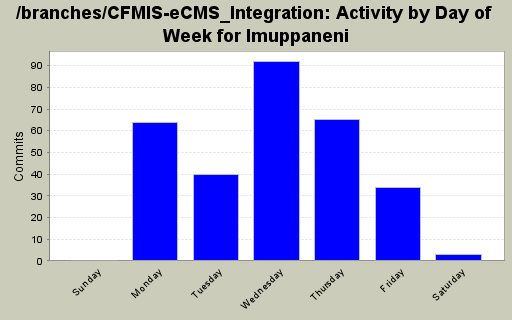 /branches/CFMIS-eCMS_Integration: Activity by Day of
Week for lmuppaneni
Commits
90
80
70
60
50
40
30
20
10
0
Sunday
Monday
Tuesday
Wednesday
Thursday
Friday
Saturday